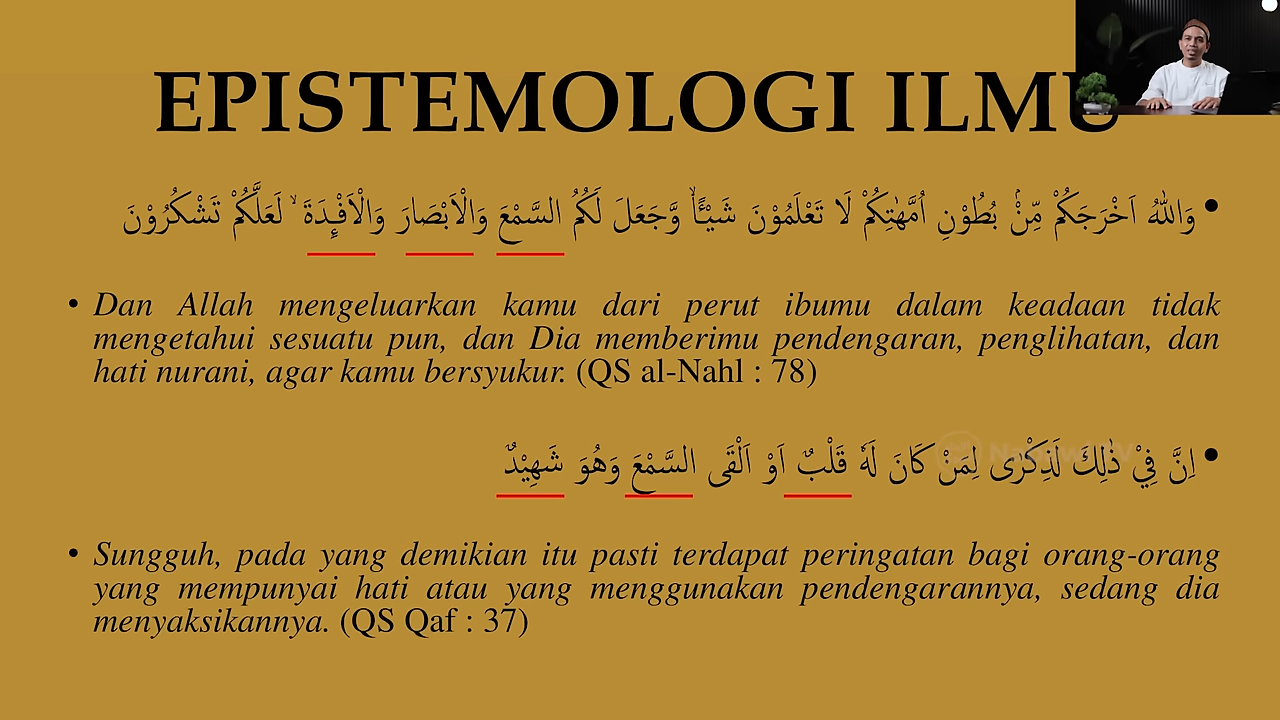 EPISTEMOLOGI ILMU
• وَاللّٰهُ اَخْرَجَكُمْ مِّنْۢ بُطُوْنِ اُمَّهٰتِكُمْ لَا تَعْلَمُوْنَ شَيْـًٔاۙ وَّجَعَلَ لَكُمُ السَّمْعَ وَالْاَبْصَارَ وَالْاَفْـِٕدَةَ ۙ لَعَلَّكُمْ تَشْكُرُوْنَ
• Dan Allah mengeluarkan kamu dari perut ibumu dalam keadaan tidak
mengetahui sesuatu pun, dan Dia memberimu pendengaran, penglihatan, dan
hati nurani, agar kamu bersyukur. (QS al-Nahl : 78)
• اِنَّ فِيْ ذٰلِكَ لَذِكْرٰى لِمَنْ كَانَ لَهٗ قَلْبٌ اَوْ اَلْقَى السَّمْعَ وَهُوَ شَهِيْدٌ
• Sungguh, pada yang demikian itu pasti terdapat peringatan bagi orang-orang
yang mempunyai hati atau yang menggunakan pendengarannya, sedang dia
menyaksikannya. (QS Qaf : 37)